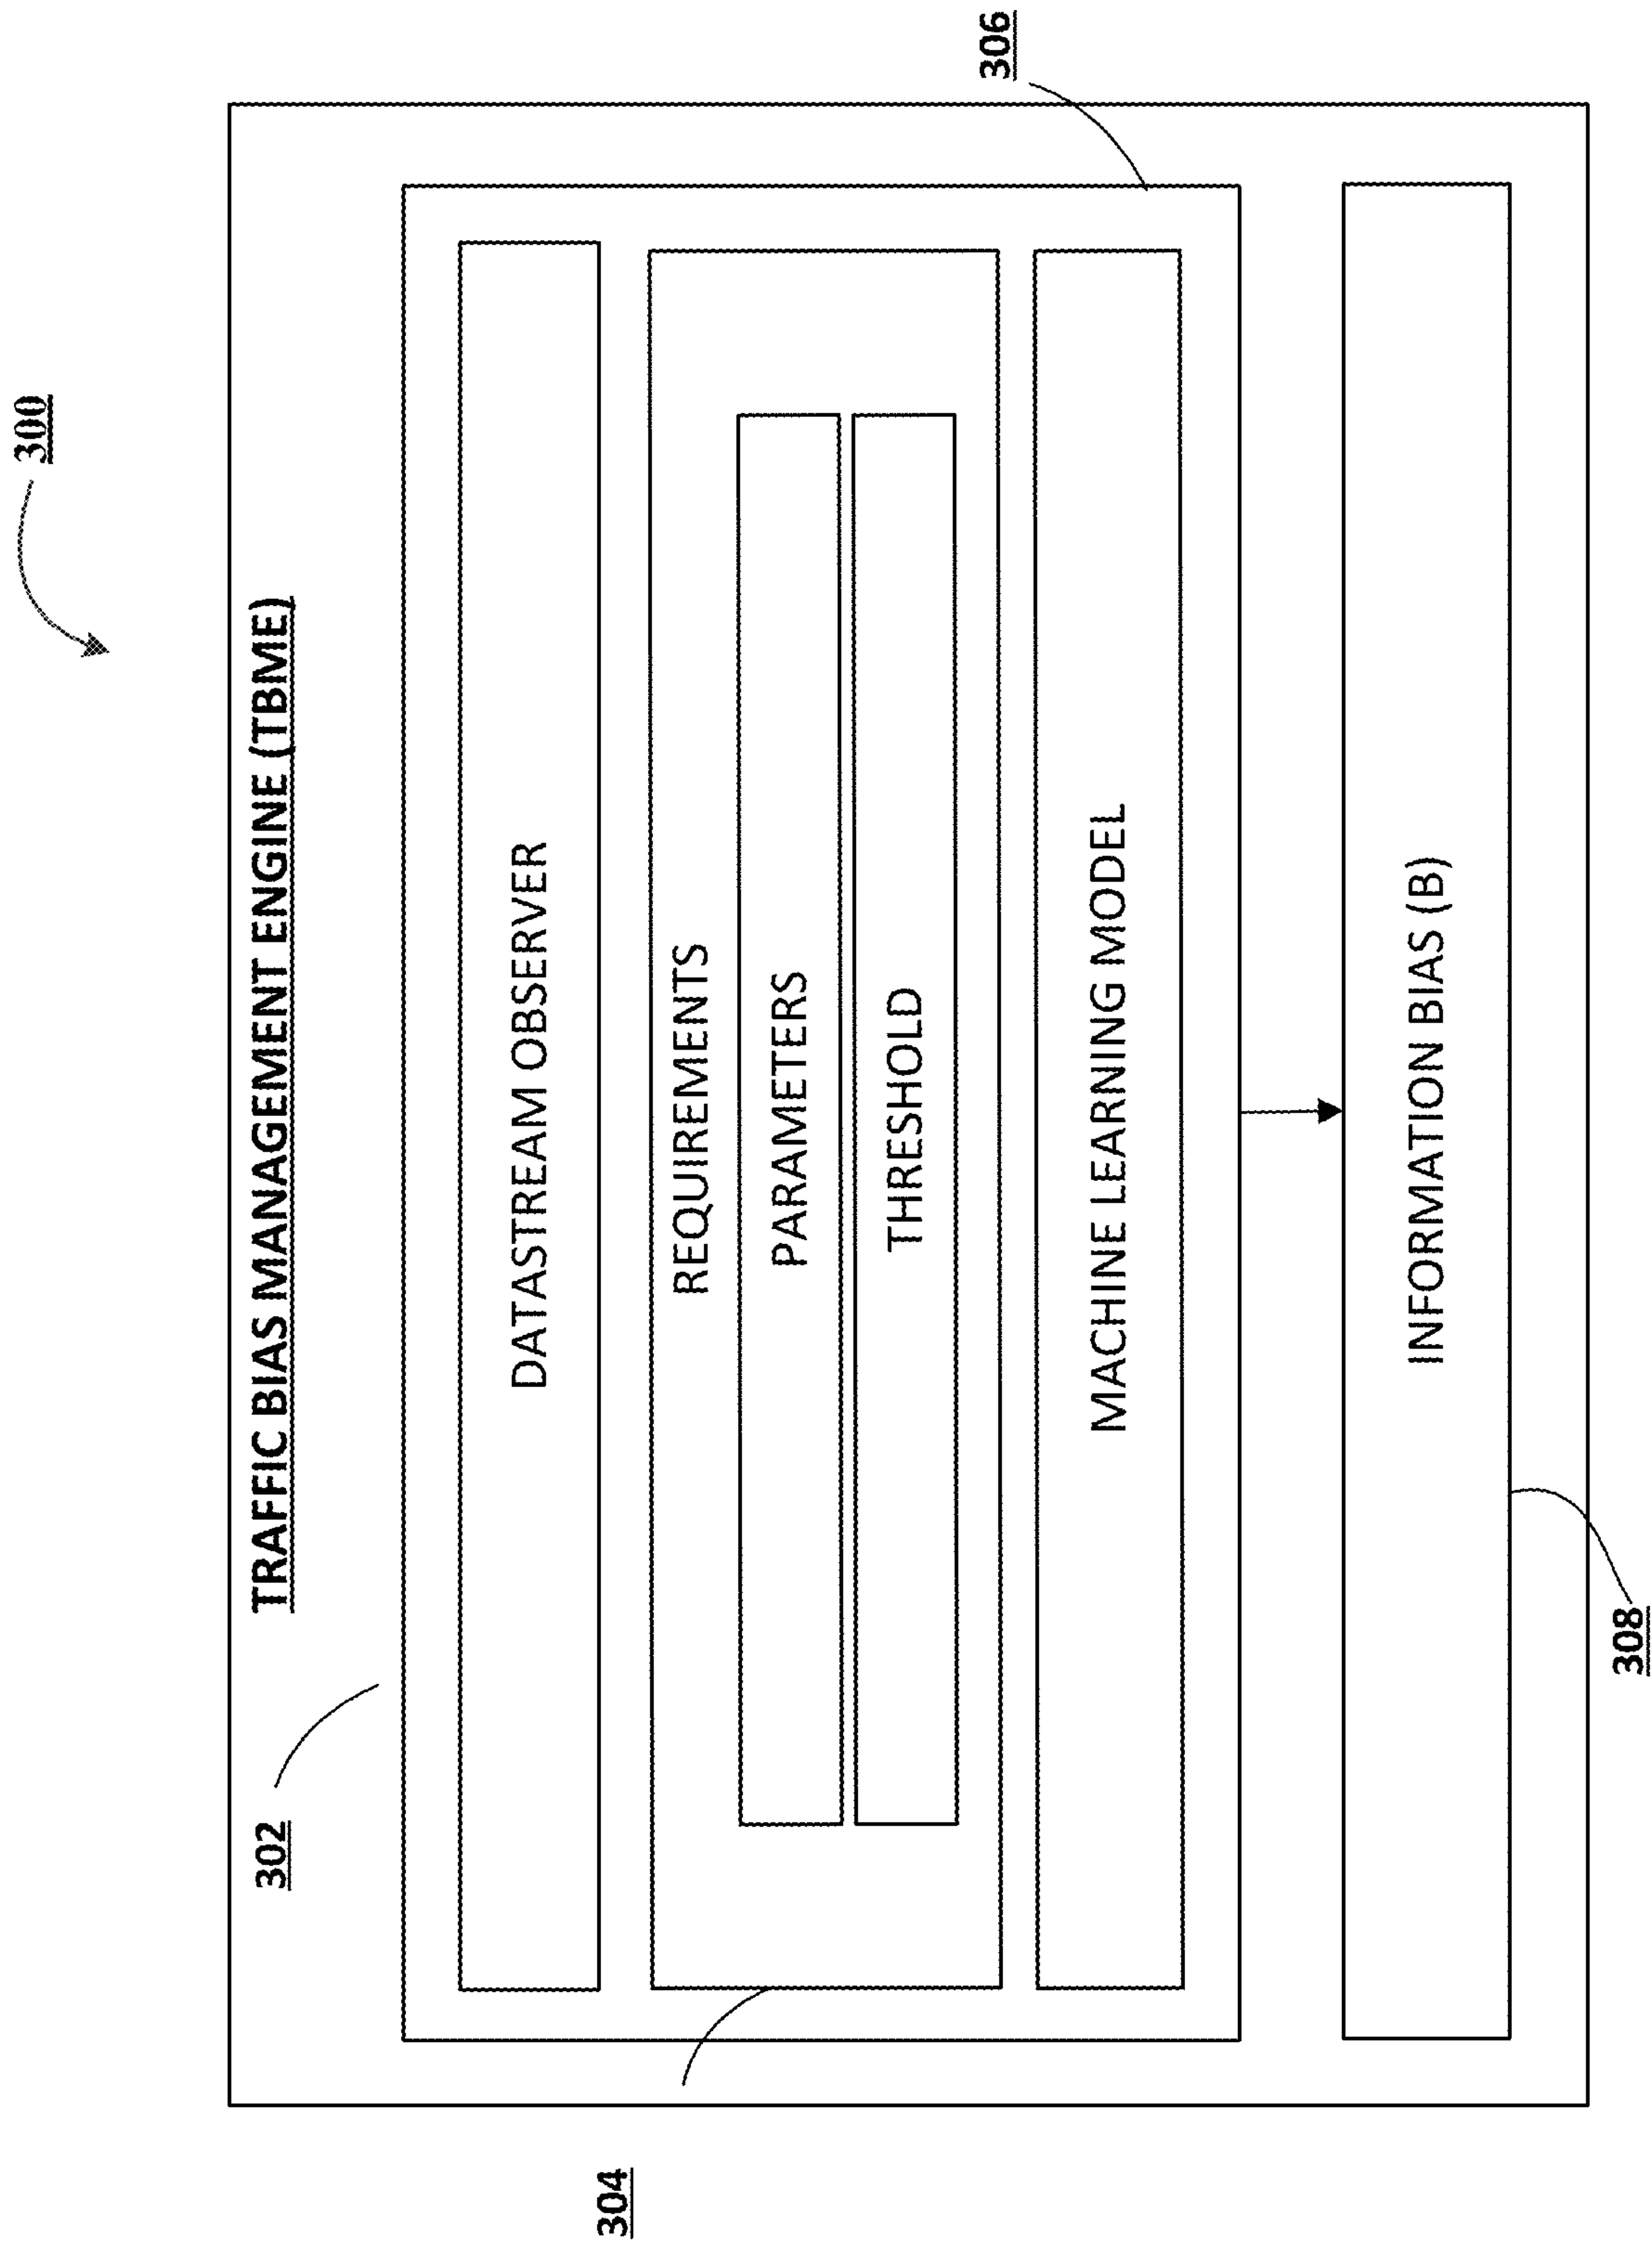 300
TRAFFIC BIAS MANAGEMENT ENGINE (TBME)
302
DATASTREAM OBSERVER
304
REQUIREMENTS
PARAMETERS
THRESHOLD
306
MACHINE LEARNING MODEL
INFORMATION BIAS (B)
308